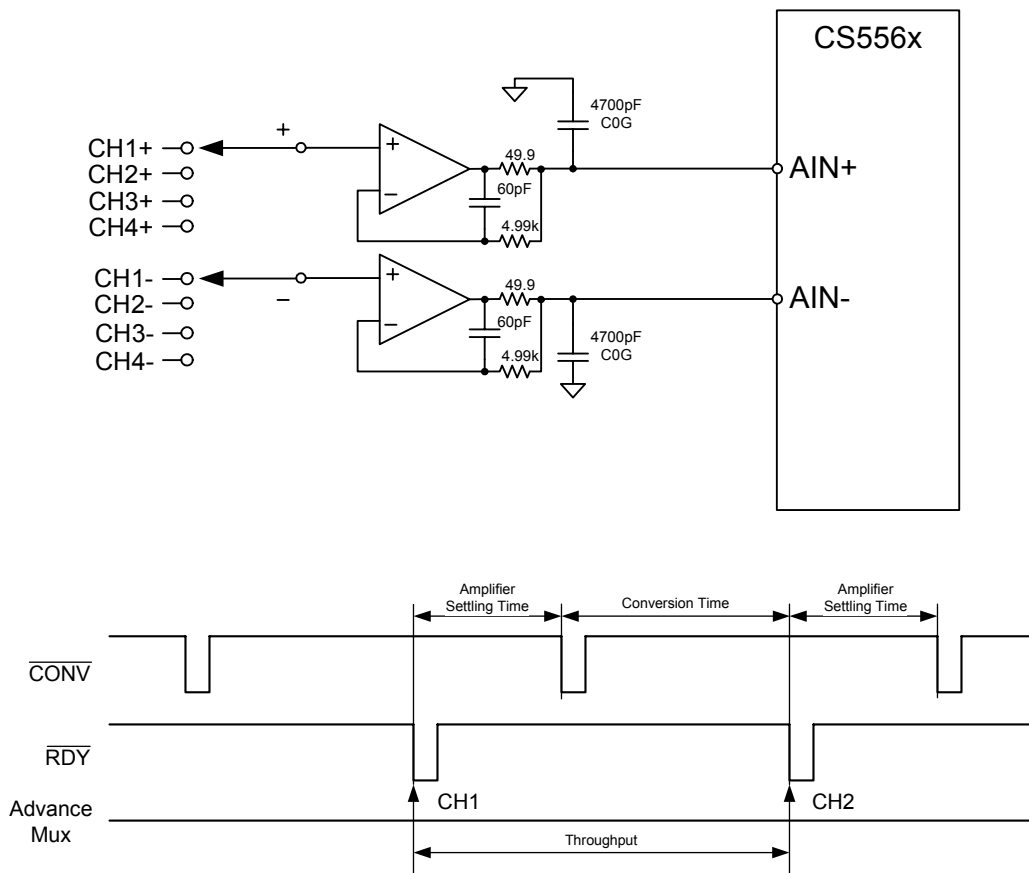 CS556x
4700pF
C0G
+
CH1+
CH2+
CH3+
CH4+
+
−
49.9
60pF
4.99k
AIN+
CH1-
CH2-
CH3-
CH4-
−
+
−
49.9
60pF
4.99k
4700pF
C0G
AIN-
Amplifier
Settling Time
Conversion Time
Amplifier
Settling Time
CONV
RDY
Advance
Mux
CH1
CH2
Throughput